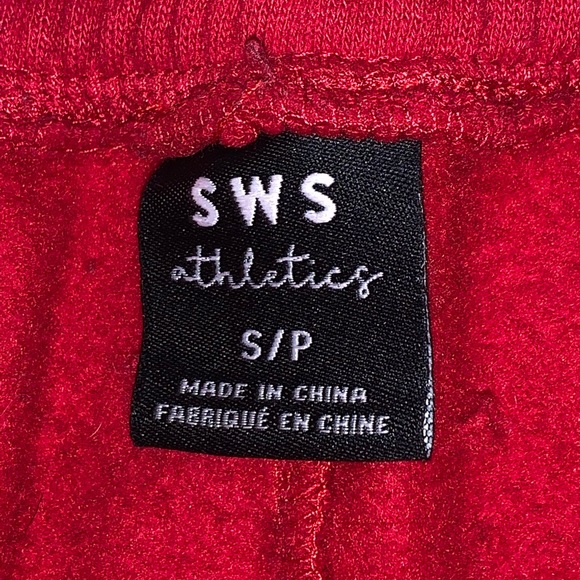 SWS
athletics
S/P
MADE IN CHINA
FABRIQUÉ EN CHINE